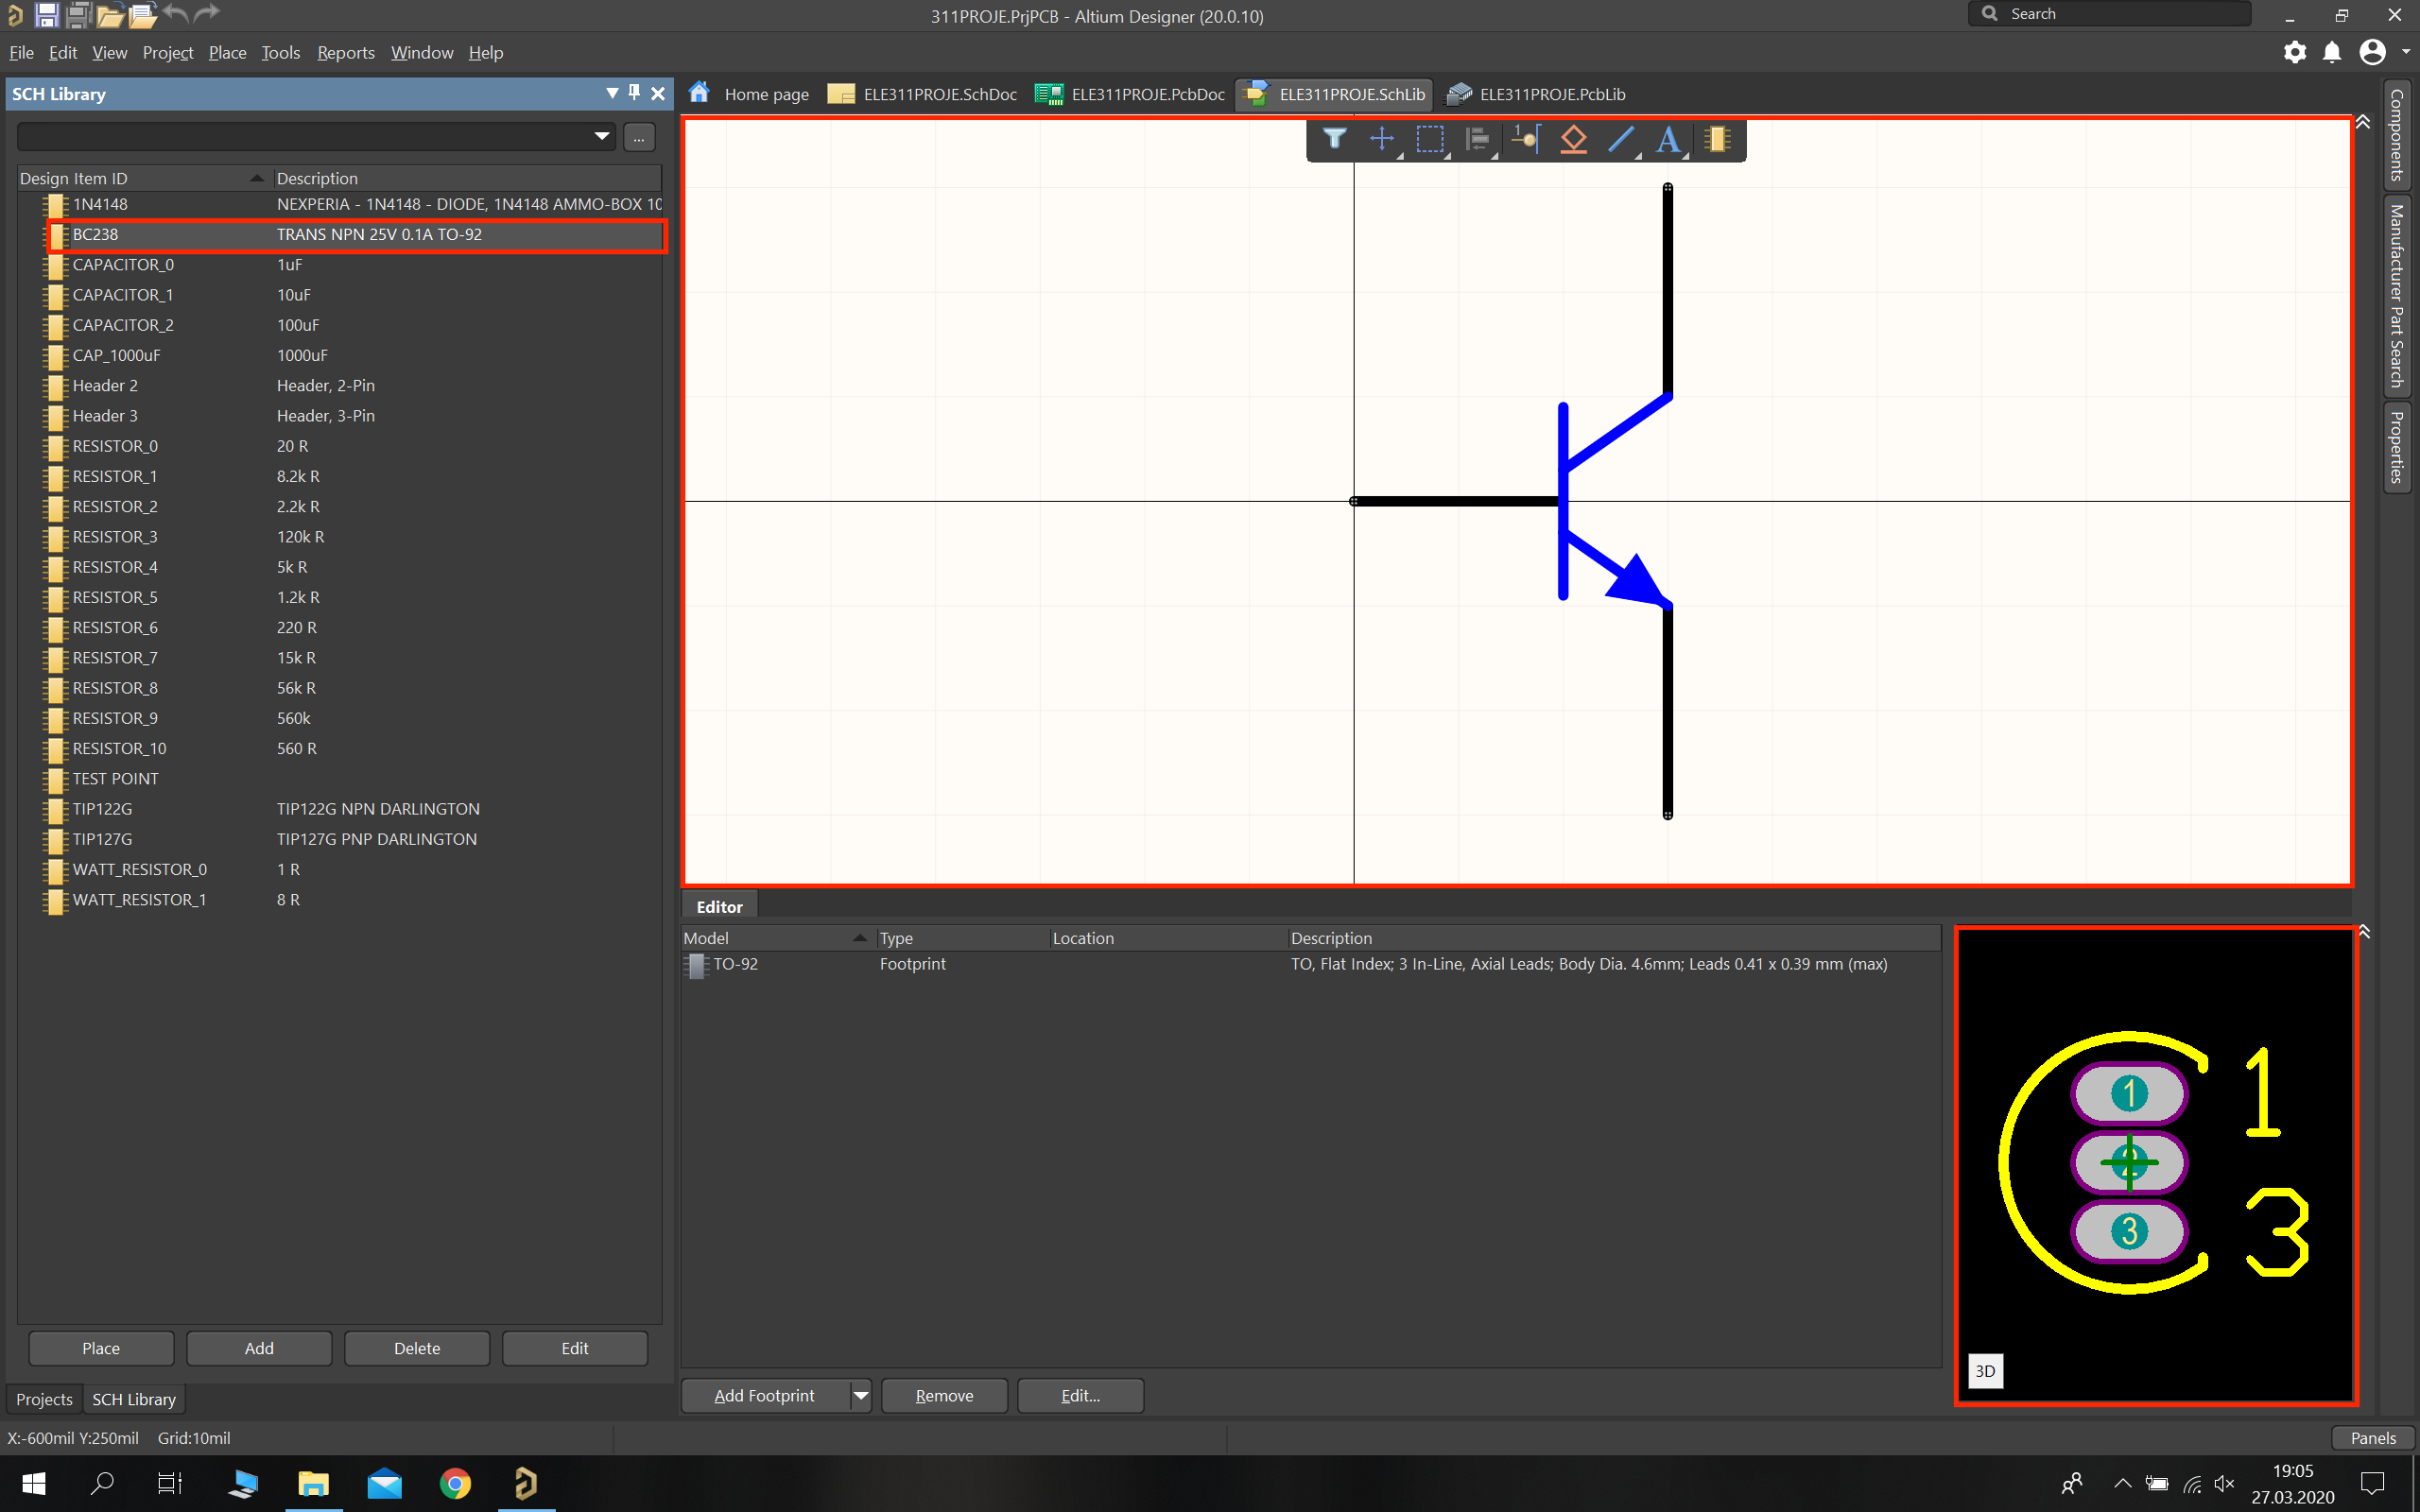 311PROJE.PrjPCB - Altium Designer (20.0.10)
Search
File Edit View Project Place Tools Reports Window Help
SCH Library
Home page
ELE311PROJE.SchDoc
ELE311PROJE.PcbDoc
ELE311PROJE.SchLib
ELE311PROJE.PcbLib
...
Design Item ID Description
1N4148 NEXPERIA - 1N4148 - DIODE, 1N4148 AMMO-BOX 10
BC238 TRANS NPN 25V 0.1A TO-92
CAPACITOR_0 1uF
CAPACITOR_1 10uF
CAPACITOR_2 100uF
CAP_1000uF 1000uF
Header 2 Header, 2-Pin
Header 3 Header, 3-Pin
RESISTOR_0 20 R
RESISTOR_1 8.2k R
RESISTOR_2 2.2k R
RESISTOR_3 120k R
RESISTOR_4 5k R
RESISTOR_5 1.2k R
RESISTOR_6 220 R
RESISTOR_7 15k R
RESISTOR_8 56k R
RESISTOR_9 560k
RESISTOR_10 560 R
TEST POINT
TIP122G TIP122G NPN DARLINGTON
TIP127G TIP127G PNP DARLINGTON
WATT_RESISTOR_0 1 R
WATT_RESISTOR_1 8 R
Place Add Delete Edit
Projects SCH Library
Components
Manufacturer Part Search
Properties
Editor
Model Type Location Description
TO-92 Footprint TO, Flat Index; 3 In-Line, Axial Leads; Body Dia. 4.6mm; Leads 0.41 x 0.39 mm (max)
1 1
2
3 3
3D
Add Footprint Remove Edit...
X:-600mil Y:250mil Grid:10mil
Panels
19:05
27.03.2020